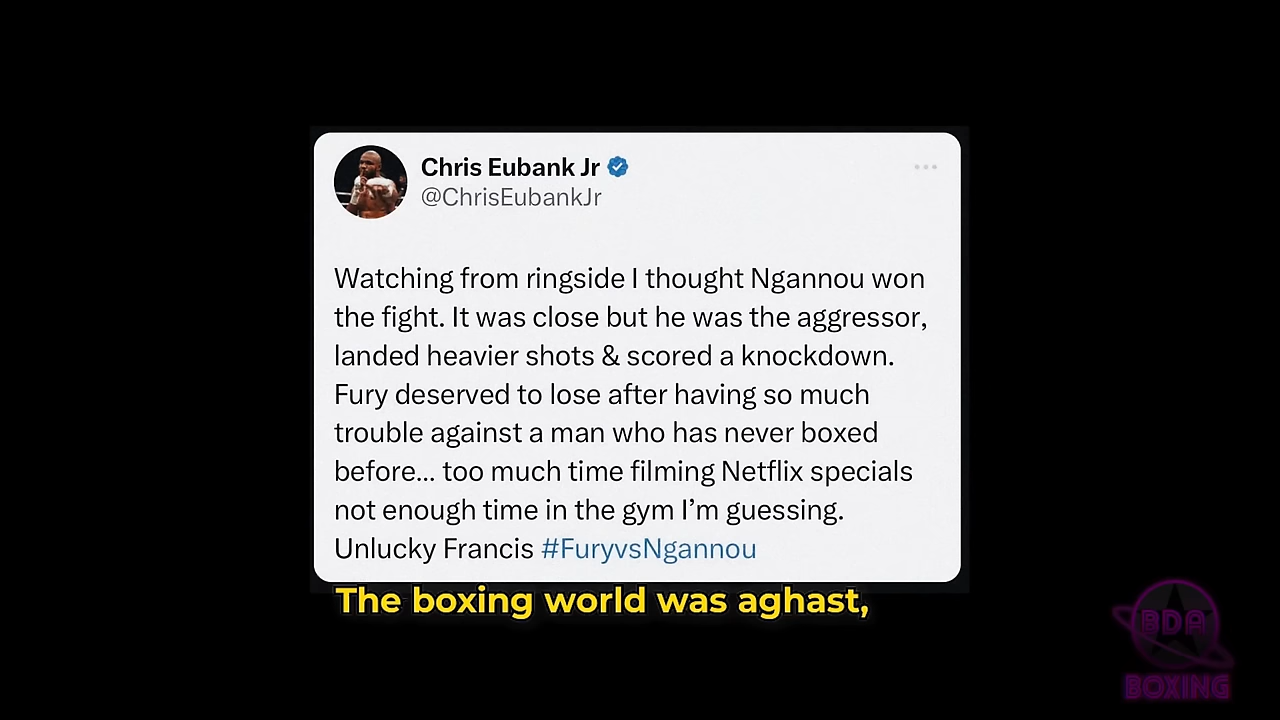 Chris Eubank Jr
@ChrisEubankJr
Watching from ringside I thought Ngannou won
the fight. It was close but he was the aggressor,
landed heavier shots & scored a knockdown.
Fury deserved to lose after having so much
trouble against a man who has never boxed
before... too much time filming Netflix specials
not enough time in the gym I’m guessing.
Unlucky Francis #FuryvsNgannou
The boxing world was aghast,
BDA
BOXING